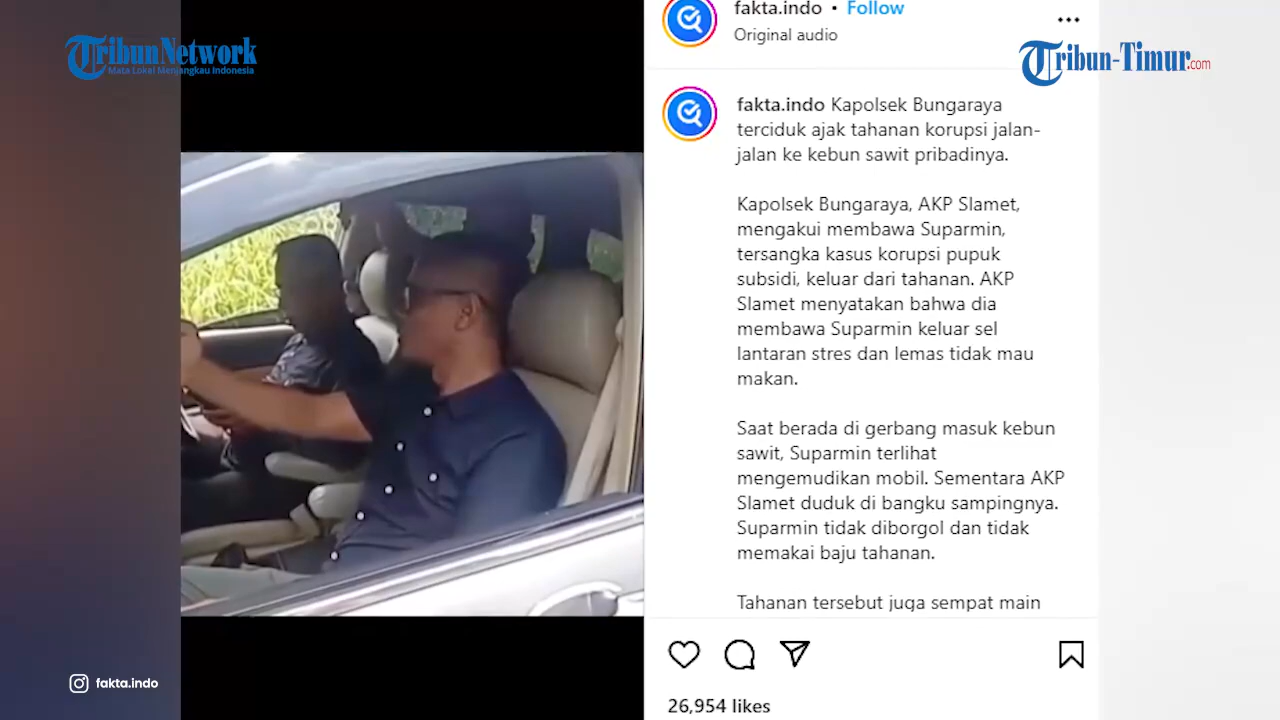 TribunNetwork
Mata Lokal Menjangkau Indonesia
fakta.indo • Follow
Original audio
Tribun-Timur.com
fakta.indo Kapolsek Bungaraya
terciduk ajak tahanan korupsi jalan-
jalan ke kebun sawit pribadinya.
Kapolsek Bungaraya, AKP Slamet,
mengakui membawa Suparmin,
tersangka kasus korupsi pupuk
subsidi, keluar dari tahanan. AKP
Slamet menyatakan bahwa dia
membawa Suparmin keluar sel
lantaran stres dan lemas tidak mau
makan.
Saat berada di gerbang masuk kebun
sawit, Suparmin terlihat
mengemudikan mobil. Sementara AKP
Slamet duduk di bangku sampingnya.
Suparmin tidak diborgol dan tidak
memakai baju tahanan.
Tahanan tersebut juga sempat main
26,954 likes
fakta.indo